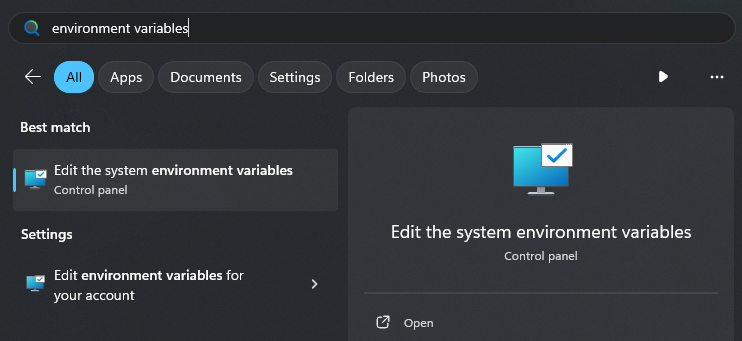 environment variables
All
Apps
Documents
Settings
Folders
Photos
Best match
Edit the system environment variables
Control panel
Settings
Edit environment variables for
your account
Edit the system environment variables
Control panel
Open